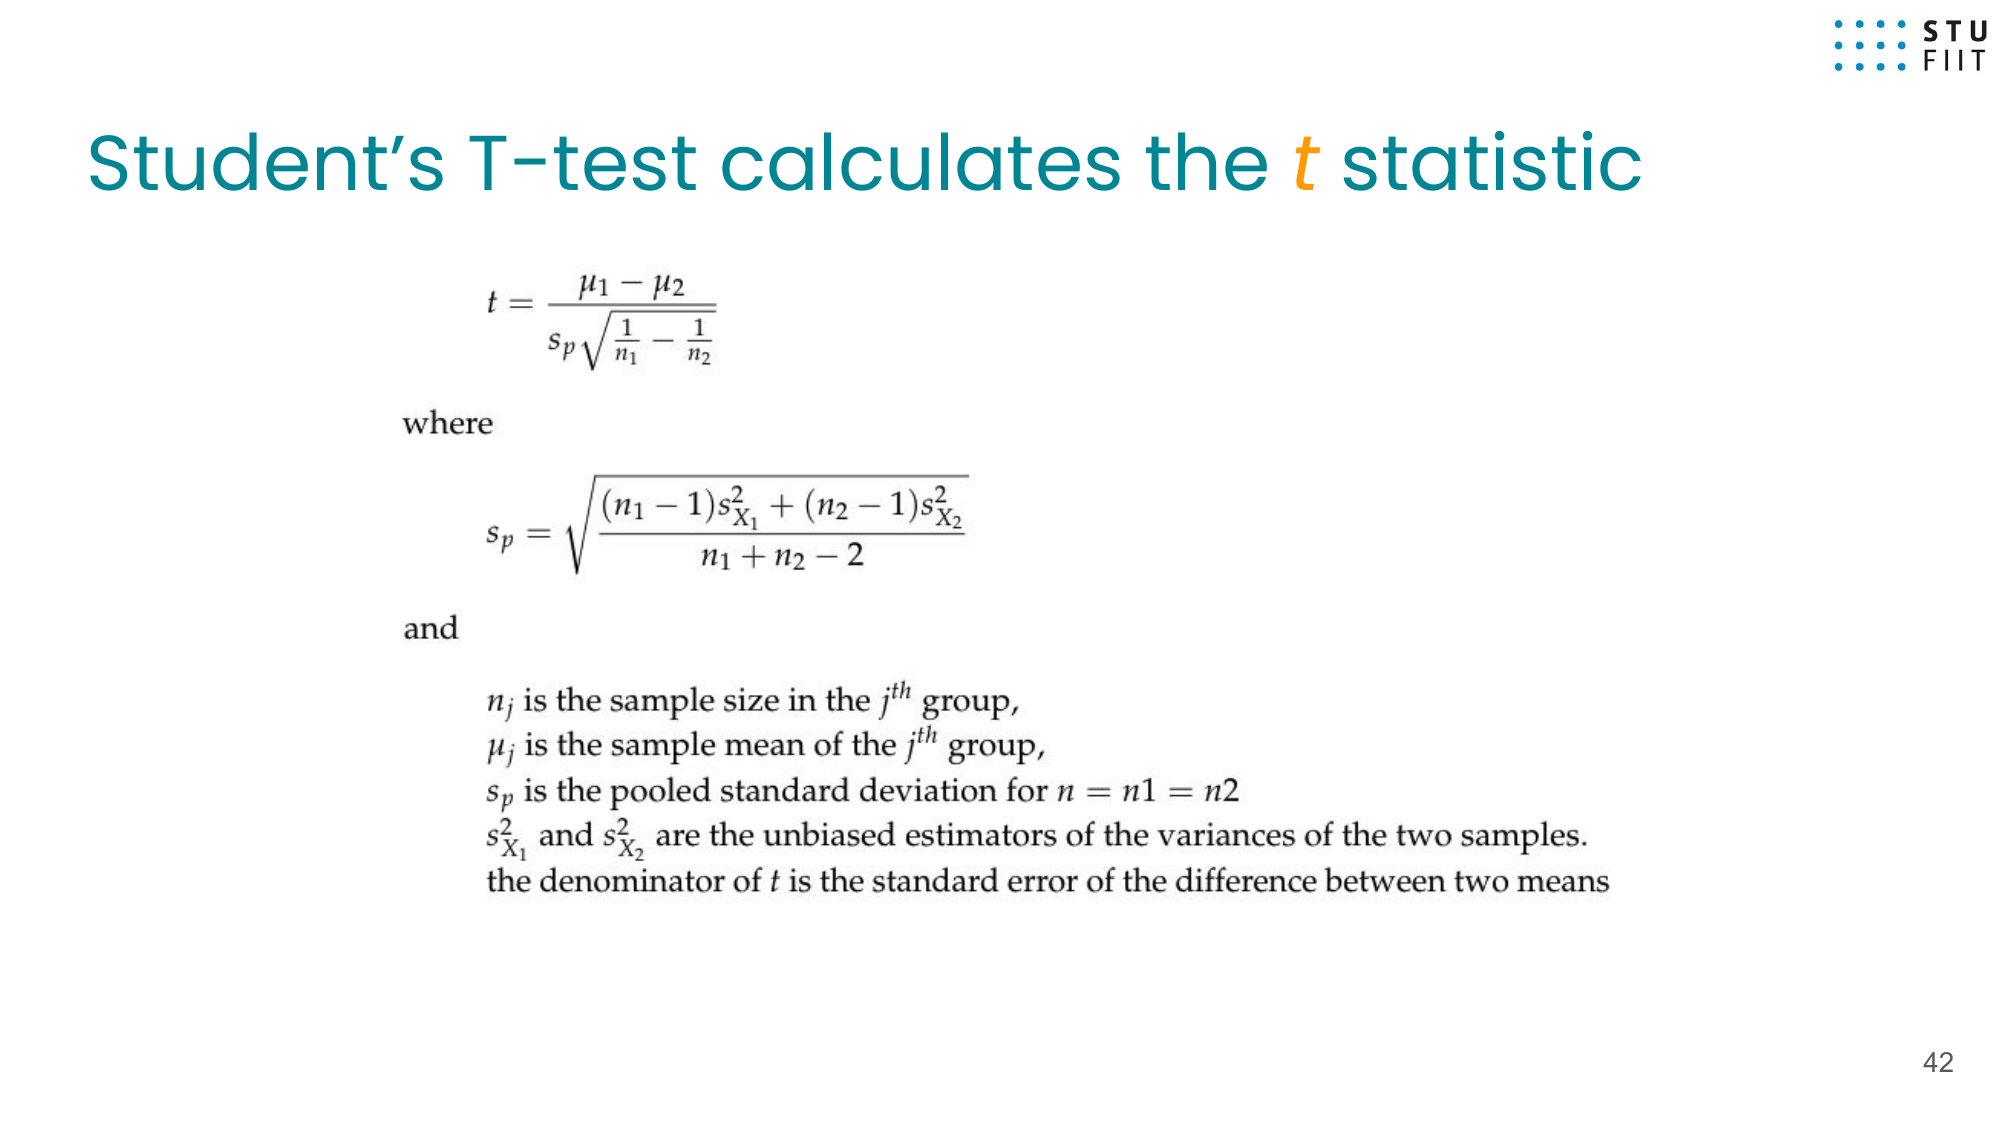 STU
FIIT
Student’s T-test calculates the t statistic
t = \frac{μ_1 − μ_2}{s_p \sqrt{\frac{1}{n_1} − \frac{1}{n_2}}}
where
s_p = \sqrt{\frac{(n_1 − 1)s^2_{X_1} + (n_2 − 1)s^2_{X_2}}{n_1 + n_2 − 2}}
and
n_j is the sample size in the j^{th} group,
μ_j is the sample mean of the j^{th} group,
s_p is the pooled standard deviation for n = n1 = n2
s^2_{X_1} and s^2_{X_2} are the unbiased estimators of the variances of the two samples.
the denominator of t is the standard error of the difference between two means
42